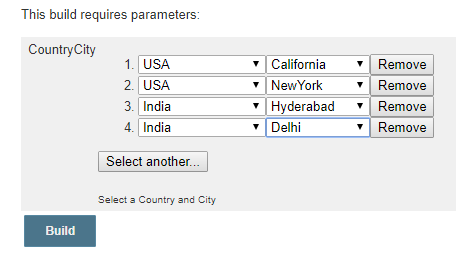 This build requires parameters:
CountryCity
1. USA California Remove
2. USA NewYork Remove
3. India Hyderabad Remove
4. India Delhi Remove
Select another...
Select a Country and City
Build